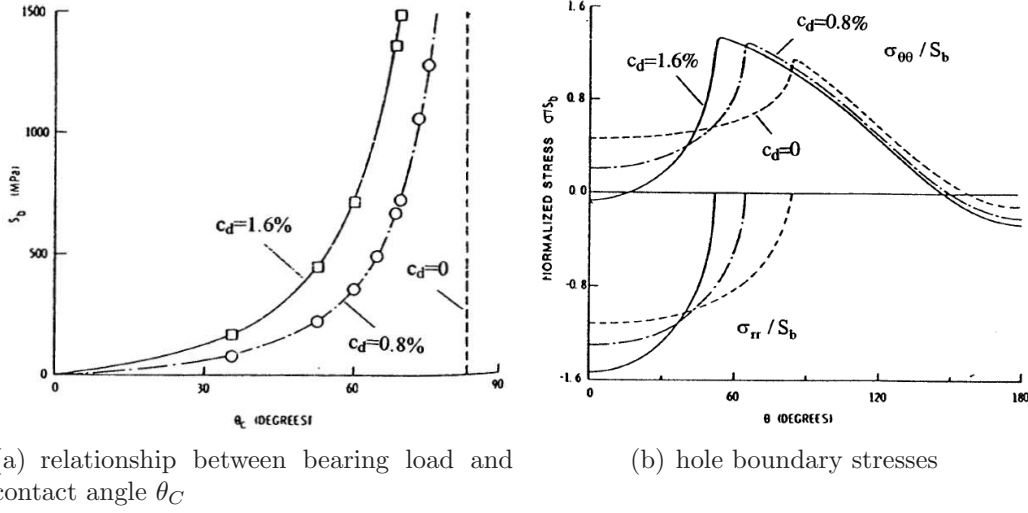 1500
1000
500
0
S_b (MPa)
c_d=1.6%
c_d=0
c_d=0.8%
0
30
60
90
θ_c (DEGREES)
1.6
0.8
0.0
-0.8
-1.6
NORMALIZED STRESS σ/S_b
c_d=1.6%
c_d=0.8%
σ_θθ / S_b
c_d=0
σ_rr / S_b
0
60
120
180
θ (DEGREES)
(a) relationship between bearing load and
contact angle θ_C
(b) hole boundary stresses